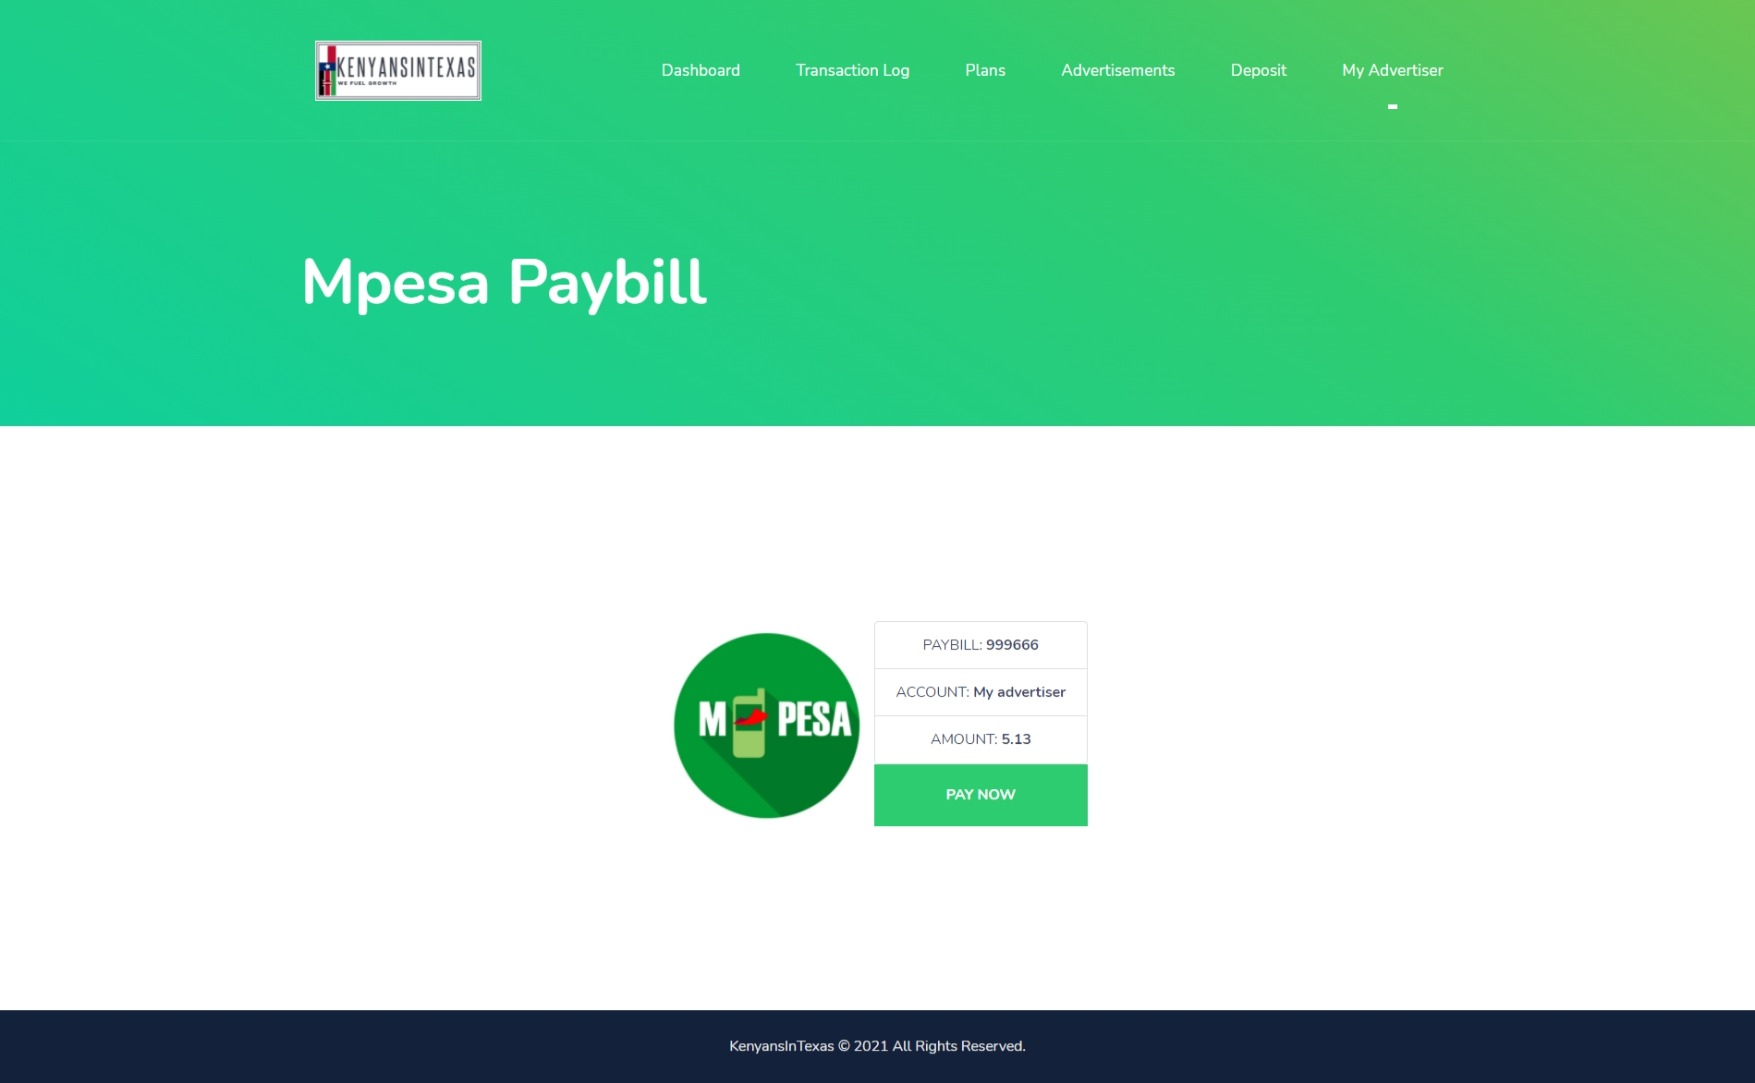 KENYANSINTEXAS
WE FUEL GROWTH
Dashboard
Transaction Log
Plans
Advertisements
Deposit
My Advertiser
Mpesa Paybill
M PESA
PAYBILL: 999666
ACCOUNT: My advertiser
AMOUNT: 5.13
PAY NOW
KenyansInTexas © 2021 All Rights Reserved.